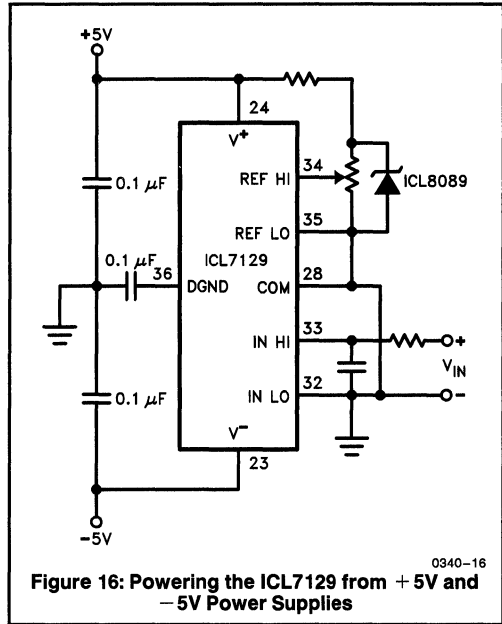 +5V
24
V+
34
REF HI
ICL8089
0.1 µF
35
REF LO
0.1 µF
36
ICL7129
28
DGND
COM
33
IN HI
+
VIN
0.1 µF
32
IN LO
-
V-
23
-5V
0340-16
Figure 16: Powering the ICL7129 from +5V and
-5V Power Supplies